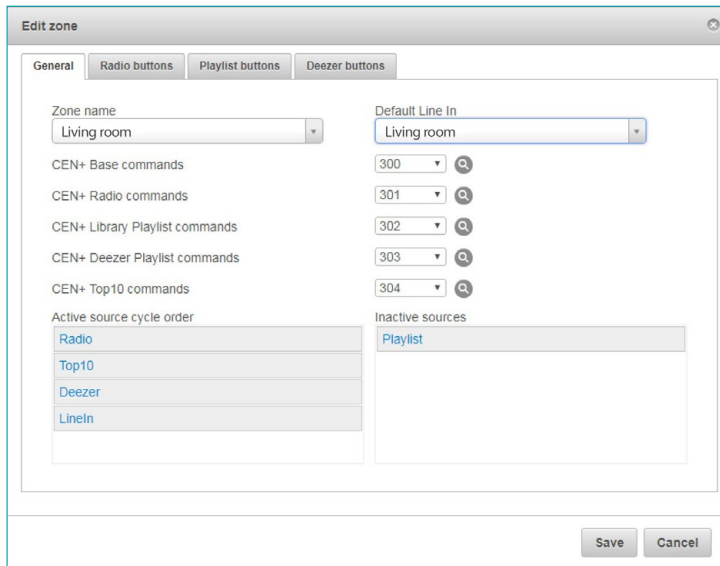 Edit zone
General Radio buttons Playlist buttons Deezer buttons
Zone name Default Line In
Living room Living room
CEN+ Base commands 300
CEN+ Radio commands 301
CEN+ Library Playlist commands 302
CEN+ Deezer Playlist commands 303
CEN+ Top10 commands 304
Active source cycle order Inactive sources
Radio Playlist
Top10
Deezer
LineIn
Save Cancel